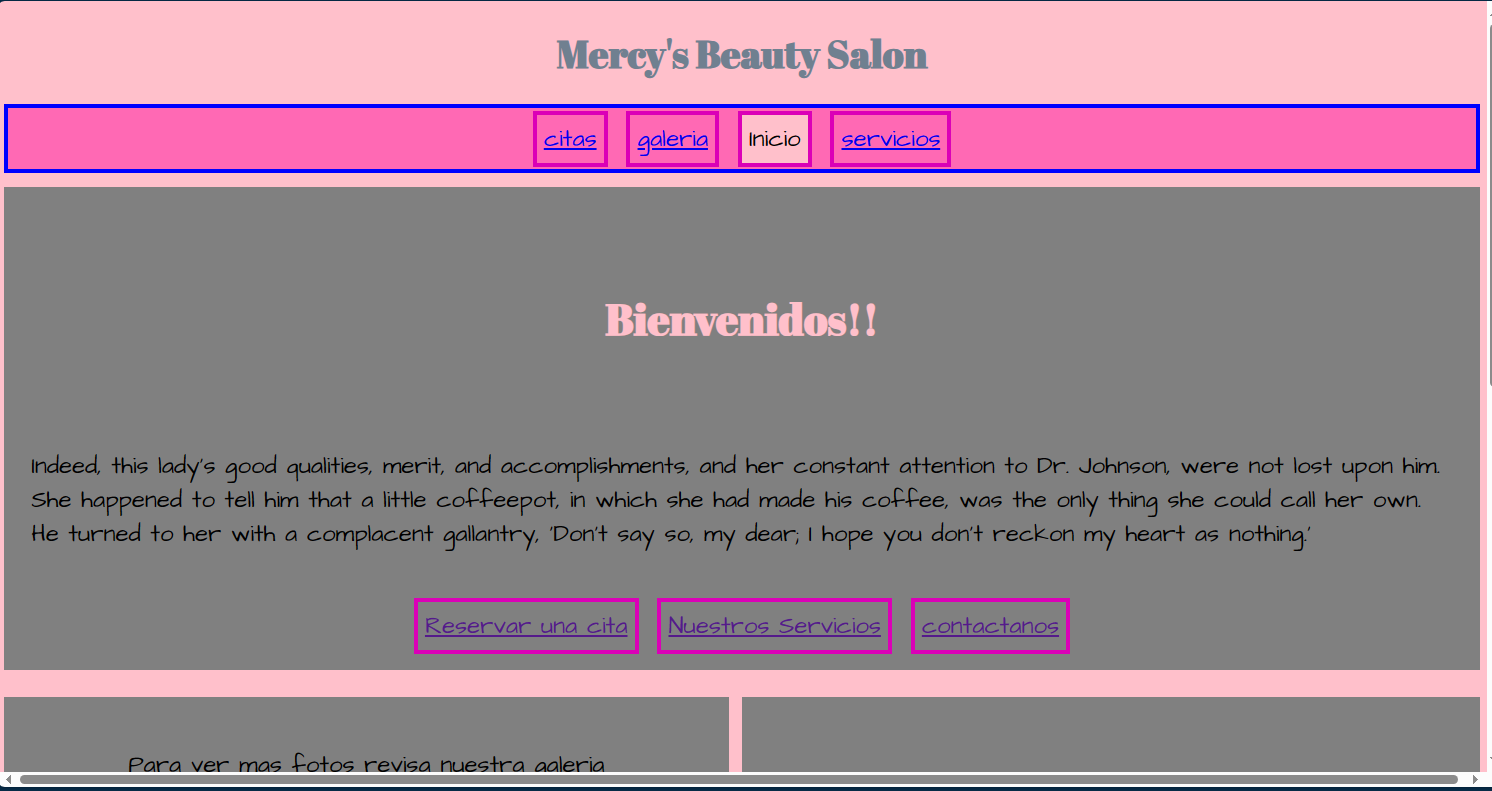 Mercy's Beauty Salon
citas galeria Inicio servicios
Bienvenidos!!
Indeed, this lady's good qualities, merit, and accomplishments, and her constant attention to Dr. Johnson, were not lost upon him.
She happened to tell him that a little coffeepot, in which she had made his coffee, was the only thing she could call her own.
He turned to her with a complacent gallantry, 'Don't say so, my dear; I hope you don't reckon my heart as nothing.'
Reservar una cita Nuestros Servicios contactanos
Para ver mas fotos revisa nuestra galeria